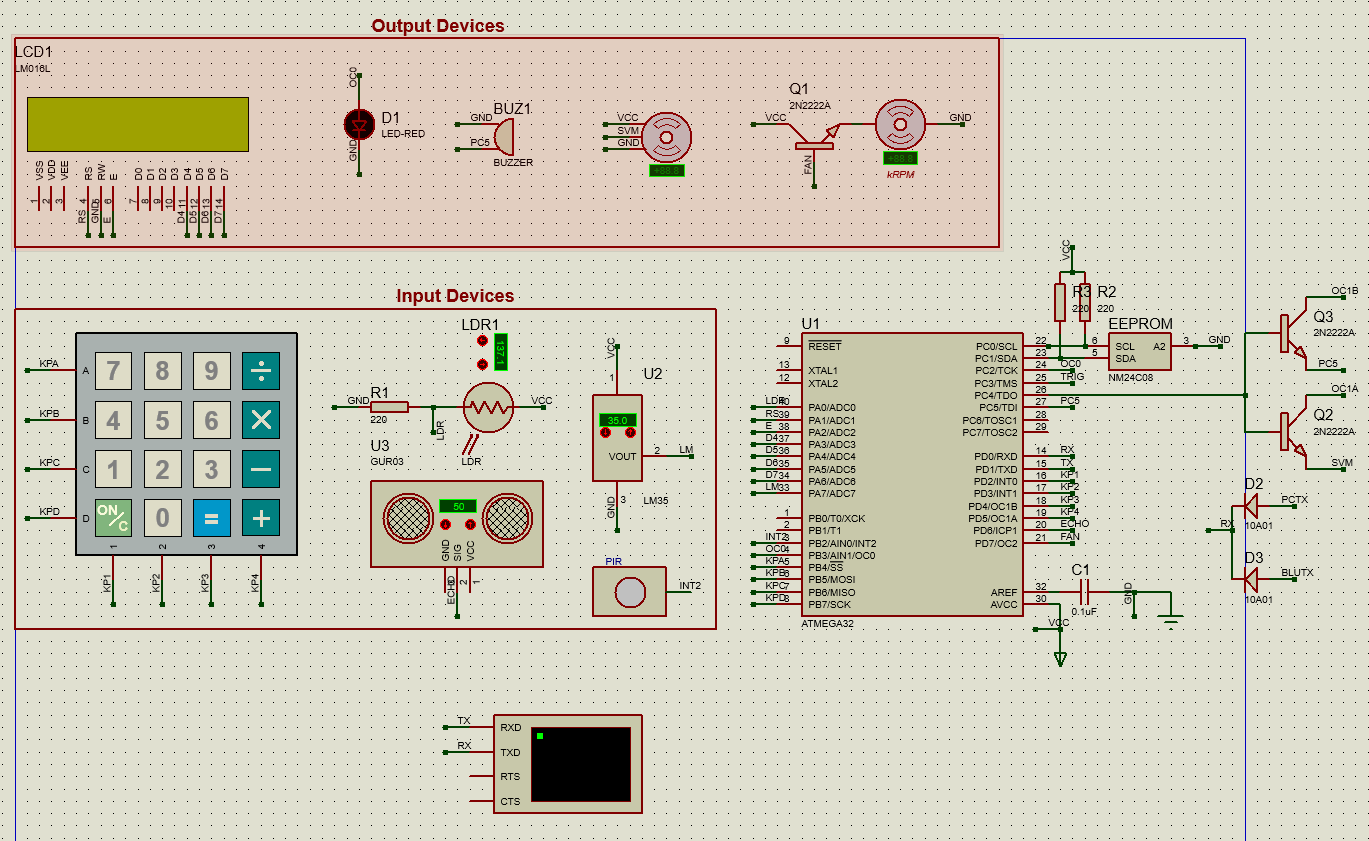 Output Devices
LCD1
LM016L
VSS
VDD
VEE
RS
RW
E
D0
D1
D2
D3
D4
D5
D6
D7
1
2
3
4
5
6
7
8
9
10
11
12
13
14
RS
GND
E
D4
D5
D6
D7
OC0
D1
LED-RED
GND
BUZ1
GND
PC5
BUZZER
VCC
SVM
GND
+88.8
Q1
2N2222A
VCC
FAN
GND
+88.8
kRPM
Input Devices
KPA
KPB
KPC
KPD
A
B
C
D
7 8 9 ÷
4 5 6 ×
1 2 3 −
ON/C 0 = +
1 2 3 4
KP1
KP2
KP3
KP4
LDR1
137.1
GND
R1
220
LDR
VCC
LDR
U3
GUR03
50
GND
SIG
VCC
3
2
1
ECHO
VCC
1
U2
35.0
VOUT
2
LM
GND
3
LM35
PIR
INT2
U1
9 RESET
13 XTAL1
12 XTAL2
LDR 40 PA0/ADC0
RS 39 PA1/ADC1
E 38 PA2/ADC2
D4 37 PA3/ADC3
D5 36 PA4/ADC4
D6 35 PA5/ADC5
D7 34 PA6/ADC6
LM 33 PA7/ADC7
1 PB0/T0/XCK
2 PB1/T1
INT2 3 PB2/AIN0/INT2
OC0 4 PB3/AIN1/OC0
KPA 5 PB4/SS
KPB 6 PB5/MOSI
KPC 7 PB6/MISO
KPD 8 PB7/SCK
ATMEGA32
PC0/SCL 22
PC1/SDA 23
PC2/TCK 24 OC0
PC3/TMS 25 TRIG
PC4/TDO 26
PC5/TDI 27 PC5
PC6/TOSC1 28
PC7/TOSC2 29
PD0/RXD 14 RX
PD1/TXD 15 TX
PD2/INT0 16 KP1
PD3/INT1 17 KP2
PD4/OC1B 18 KP3
PD5/OC1A 19 KP4
PD6/ICP1 20 ECHO
PD7/OC2 21 FAN
AREF 32
AVCC 30
VCC
R3
220
R2
220
EEPROM
6 SCL A2 3 GND
5 SDA
NM24C08
C1
0.1uF
GND
VCC
OC1B
Q3
2N2222A
PC5
OC1A
Q2
2N2222A
SVM
D2
PCTX
10A01
RX
D3
BLUTX
10A01
TX RXD
RX TXD
RTS
CTS